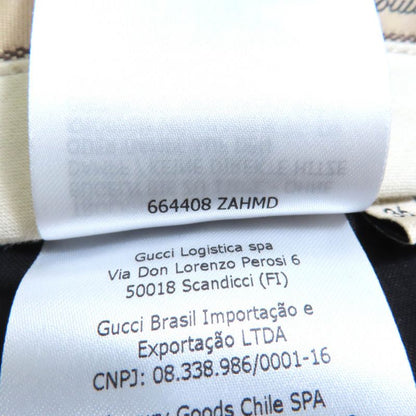 664408 ZAHMD
Gucci Logistica spa
Via Don Lorenzo Perosi 6
50018 Scandicci (FI)
Gucci Brasil Importação e
Exportação LTDA
CNPJ: 08.338.986/0001-16
Goods Chile SPA